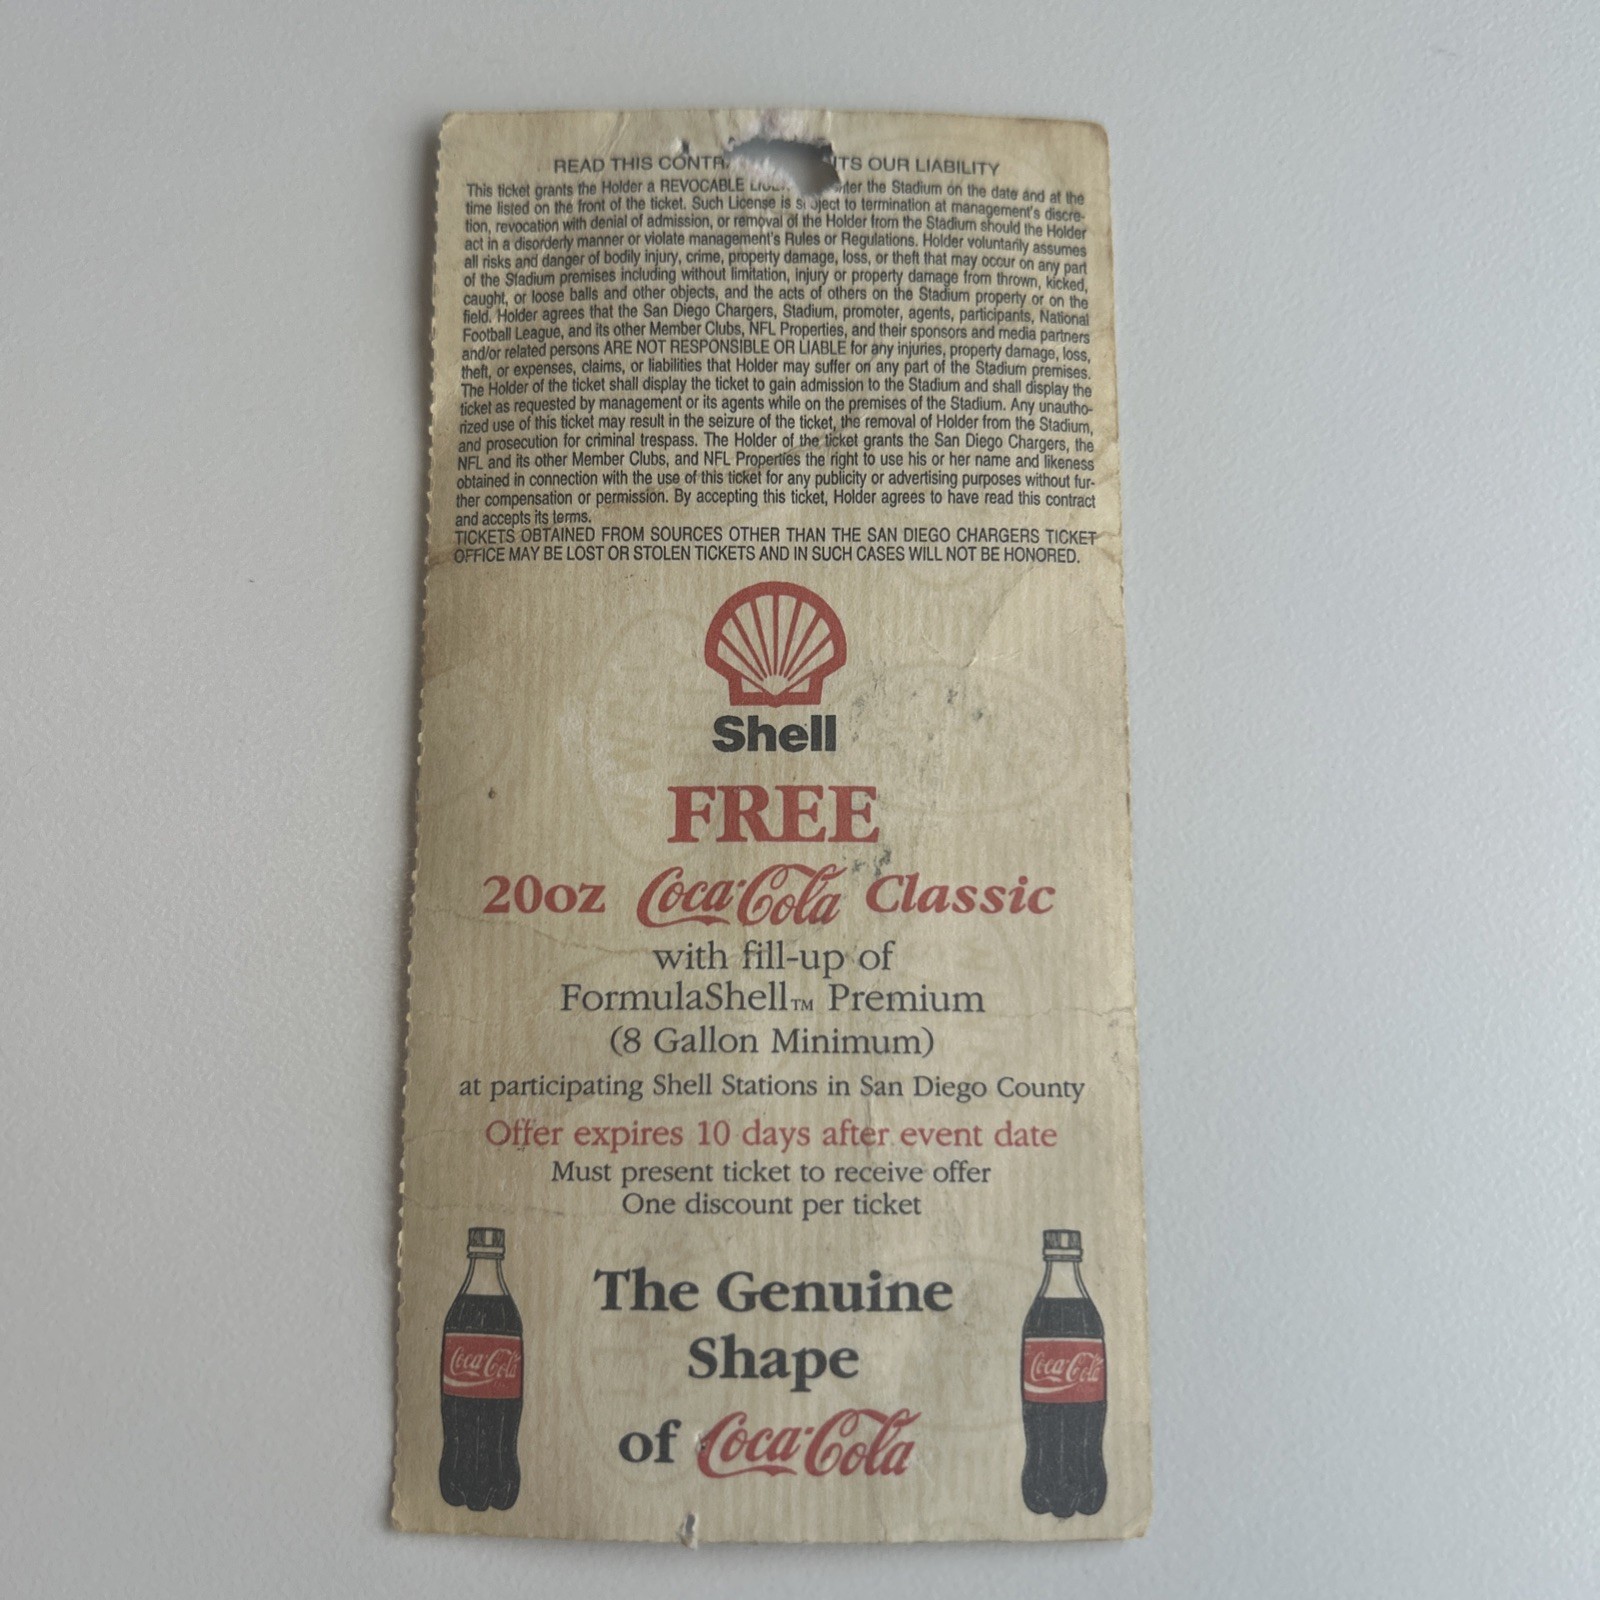 READ THIS CONTR TS OUR LIABILITY
This ticket grants the Holder a REVOCABLE the Stadium on the date and at the
time listed on the front of the ticket. Such License is subject to termination at management's discre-
tion, revocation with denial of admission, or removal of the Holder from the Stadium should the Holder
act in a disorderly manner or violate management's Rules or Regulations. Holder voluntarily assumes
all risks and danger of bodily injury, crime, property damage, loss, or theft that may occur on any part
of the Stadium premises including without limitation, injury or property damage from thrown, kicked,
caught, or loose balls and other objects, and the acts of others on the Stadium property or on the
field. Holder agrees that the San Diego Chargers, Stadium, promoter, agents, participants, National
Football League, and its other Member Clubs, NFL Properties, and their sponsors and media partners
and/or related persons ARE NOT RESPONSIBLE OR LIABLE for any injuries, property damage, loss,
theft, or expenses, claims, or liabilities that Holder may suffer on any part of the Stadium premises.
The Holder of the ticket shall display the ticket to gain admission to the Stadium and shall display the
ticket as requested by management or its agents while on the premises of the Stadium. Any unautho-
rized use of this ticket may result in the seizure of the ticket, the removal of Holder from the Stadium,
and prosecution for criminal trespass. The Holder of the ticket grants the San Diego Chargers, the
NFL and its other Member Clubs, and NFL Properties the right to use his or her name and likeness
obtained in connection with the use of this ticket for any publicity or advertising purposes without fur-
ther compensation or permission. By accepting this ticket, Holder agrees to have read this contract
and accepts its terms.
TICKETS OBTAINED FROM SOURCES OTHER THAN THE SAN DIEGO CHARGERS TICKET
OFFICE MAY BE LOST OR STOLEN TICKETS AND IN SUCH CASES WILL NOT BE HONORED.
Shell
FREE
20oz Coca-Cola Classic
with fill-up of
FormulaShell™ Premium
(8 Gallon Minimum)
at participating Shell Stations in San Diego County
Offer expires 10 days after event date
Must present ticket to receive offer
One discount per ticket
The Genuine
Shape
of Coca-Cola
Coca-Cola
Coca-Cola